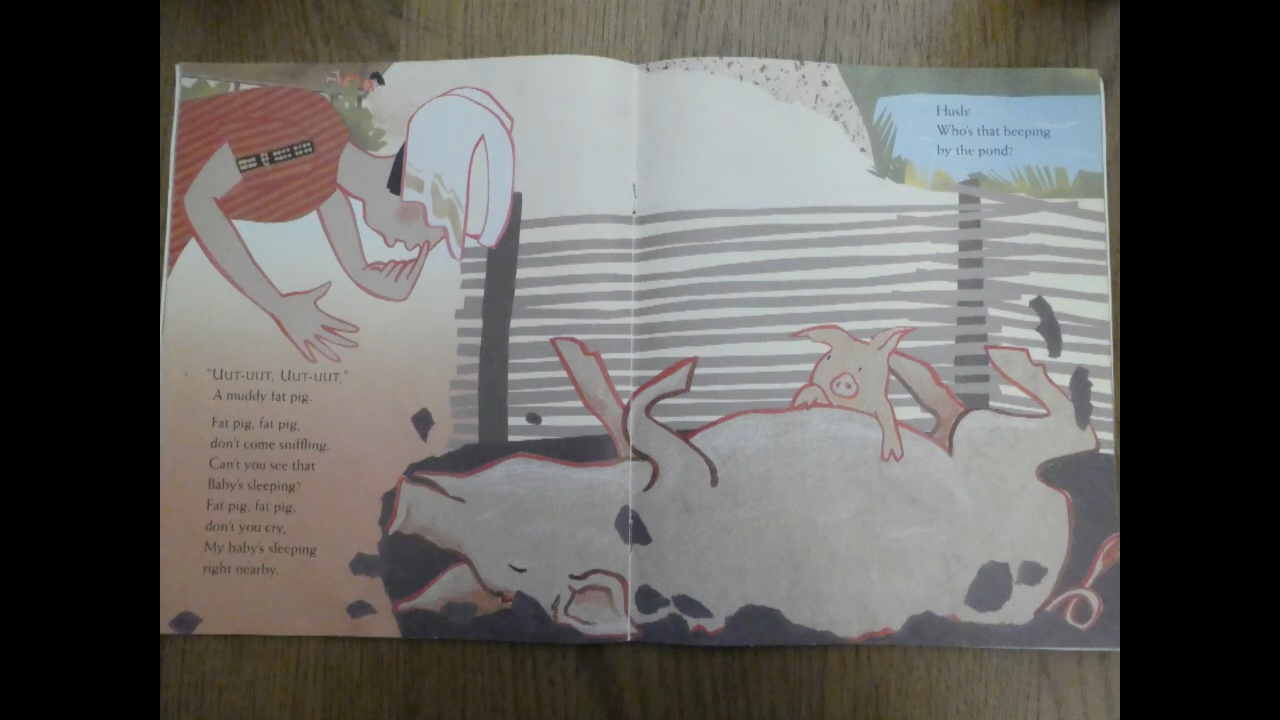 "UUT-UUT, UUT-UUT,"
A muddy fat pig.
Fat pig, fat pig,
don't come sniffling.
Can't you see that
Baby's sleeping?
Fat pig, fat pig,
don't you cry,
My baby's sleeping
right nearby.
Hush!
Who's that beeping
by the pond?